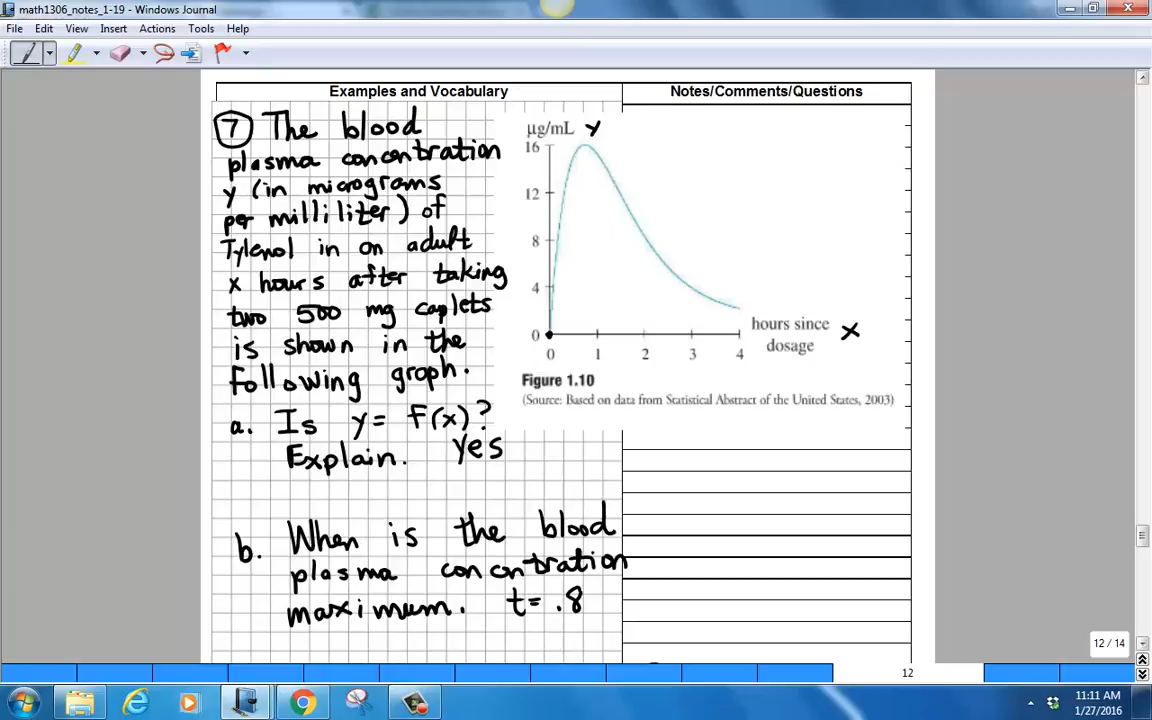 math1306_notes_1-19 - Windows Journal
File Edit View Insert Actions Tools Help
Examples and Vocabulary
Notes/Comments/Questions
7 The blood
plasma concentration
y (in micrograms
per milliliter) of
Tylenol in on adult
x hours after taking
two 500 mg caplets
is shown in the
following graph.
a. Is y= f(x)?
Explain. yes
b. When is the blood
plasma concntration
maximum. t= .8
µg/mL y
16
12
8
4
0
0 1 2 3 4
hours since
dosage
x
Figure 1.10
(Source: Based on data from Statistical Abstract of the United States, 2003)
12 / 14
12
11:11 AM
1/27/2016